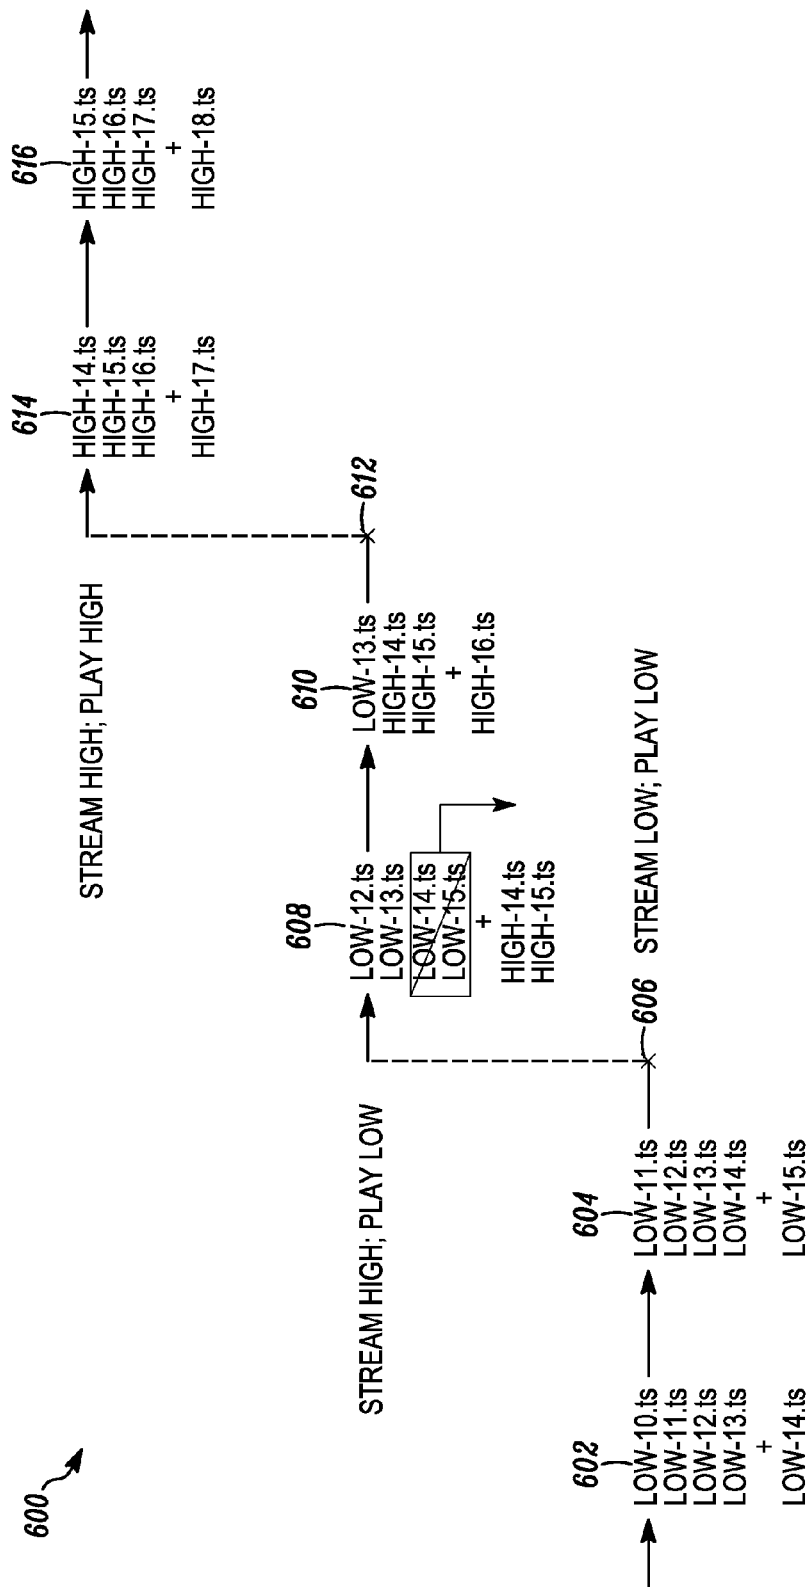 600
602
LOW-10.ts
LOW-11.ts
LOW-12.ts
LOW-13.ts
+
LOW-14.ts
604
LOW-11.ts
LOW-12.ts
LOW-13.ts
LOW-14.ts
+
LOW-15.ts
606
STREAM LOW; PLAY LOW
STREAM HIGH; PLAY LOW
608
LOW-12.ts
LOW-13.ts
LOW-14.ts
LOW-15.ts
+
HIGH-14.ts
HIGH-15.ts
610
LOW-13.ts
HIGH-14.ts
HIGH-15.ts
+
HIGH-16.ts
612
STREAM HIGH; PLAY HIGH
614
HIGH-14.ts
HIGH-15.ts
HIGH-16.ts
+
HIGH-17.ts
616
HIGH-15.ts
HIGH-16.ts
HIGH-17.ts
+
HIGH-18.ts